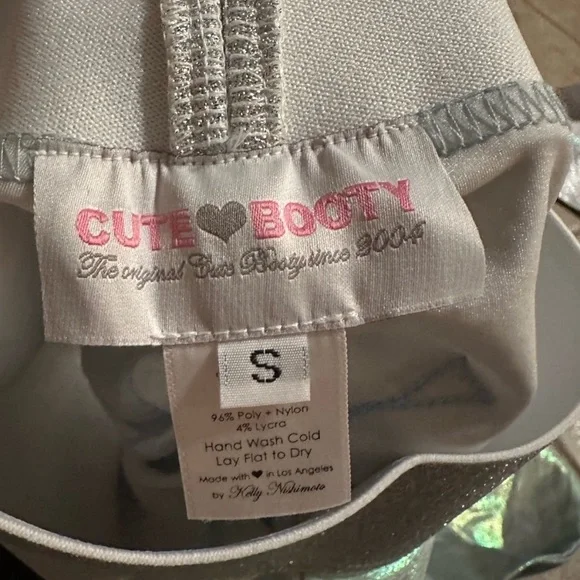 CUTE♥BOOTY
The original Cute Booty since 2004
S
96% Poly + Nylon
4% Lycra
Hand Wash Cold
Lay Flat to Dry
Made with ♥ in Los Angeles
by Kelly Nishimoto